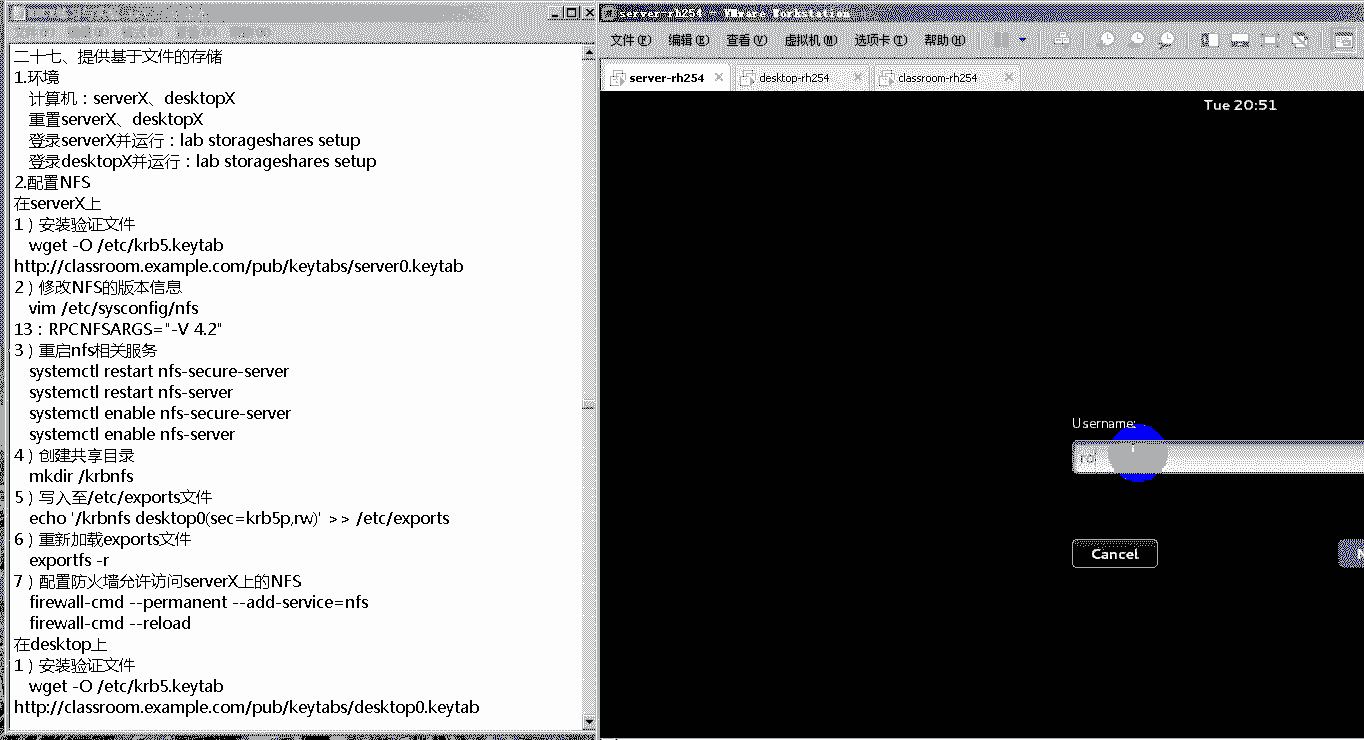 二十七、提供基于文件的存储
1.环境
计算机：serverX、desktopX
重置serverX、desktopX
登录serverX并运行：lab storageshares setup
登录desktopX并运行：lab storageshares setup
2.配置NFS
在serverX上
1）安装验证文件
wget -O /etc/krb5.keytab
http://classroom.example.com/pub/keytabs/server0.keytab
2）修改NFS的版本信息
vim /etc/sysconfig/nfs
13：RPCNFSARGS="-V 4.2"
3）重启nfs相关服务
systemctl restart nfs-secure-server
systemctl restart nfs-server
systemctl enable nfs-secure-server
systemctl enable nfs-server
4）创建共享目录
mkdir /krbnfs
5）写入至/etc/exports文件
echo '/krbnfs desktop0(sec=krb5p,rw)' >> /etc/exports
6）重新加载exports文件
exportfs -r
7）配置防火墙允许访问serverX上的NFS
firewall-cmd --permanent --add-service=nfs
firewall-cmd --reload
在desktop上
1）安装验证文件
wget -O /etc/krb5.keytab
http://classroom.example.com/pub/keytabs/desktop0.keytab
server-rh254 - VMware Workstation
文件(F) 编辑(E) 查看(V) 虚拟机(M) 选项卡(T) 帮助(H)
server-rh254 desktop-rh254 classroom-rh254
Tue 20:51
Username:
Cancel